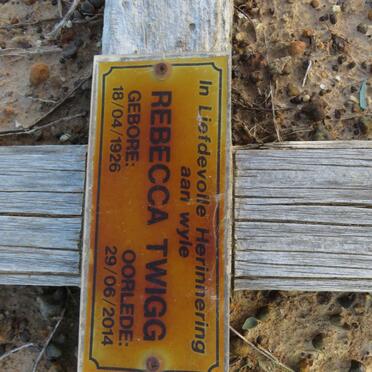 In Liefdevolle Herinnering
aan wyle
REBECCA TWIGG
GEBORE: OORLEDE:
18/04/1926 29/06/2014